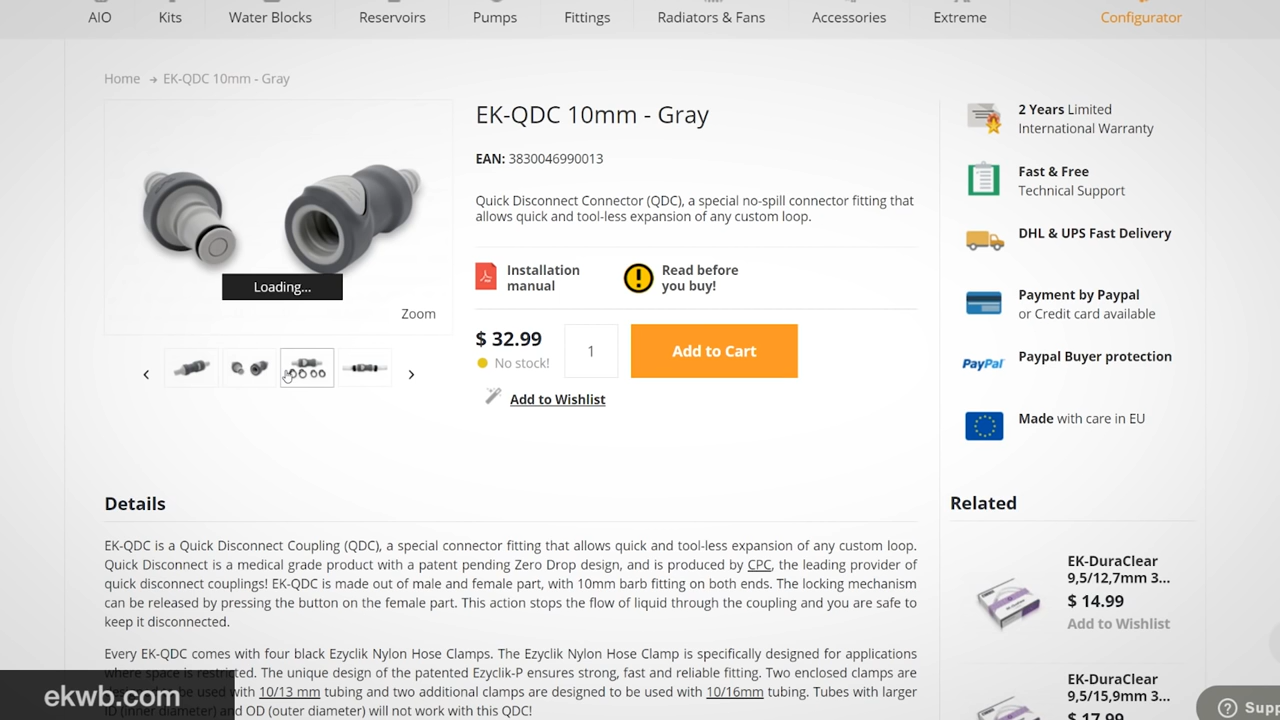 AIO Kits Water Blocks Reservoirs Pumps Fittings Radiators & Fans Accessories Extreme Configurator
Home → EK-QDC 10mm - Gray
Loading...
Zoom
EK-QDC 10mm - Gray
EAN: 3830046990013
Quick Disconnect Connector (QDC), a special no-spill connector fitting that
allows quick and tool-less expansion of any custom loop.
Installation
manual
Read before
you buy!
$ 32.99
No stock!
1
Add to Cart
Add to Wishlist
2 Years Limited
International Warranty
Fast & Free
Technical Support
DHL & UPS Fast Delivery
Payment by Paypal
or Credit card available
PayPal
Paypal Buyer protection
Made with care in EU
Details
EK-QDC is a Quick Disconnect Coupling (QDC), a special connector fitting that allows quick and tool-less expansion of any custom loop.
Quick Disconnect is a medical grade product with a patent pending Zero Drop design, and is produced by CPC, the leading provider of
quick disconnect couplings! EK-QDC is made out of male and female part, with 10mm barb fitting on both ends. The locking mechanism
can be released by pressing the button on the female part. This action stops the flow of liquid through the coupling and you are safe to
keep it disconnected.
Every EK-QDC comes with four black Ezyclik Nylon Hose Clamps. The Ezyclik Nylon Hose Clamp is specifically designed for applications
where space is restricted. The unique design of the patented Ezyclik-P ensures strong, fast and reliable fitting. Two enclosed clamps are
be used with 10/13 mm tubing and two additional clamps are designed to be used with 10/16mm tubing. Tubes with larger
ID (inner diameter) and OD (outer diameter) will not work with this QDC!
Related
EK-DuraClear
9,5/12,7mm 3...
$ 14.99
Add to Wishlist
EK-DuraClear
9,5/15,9mm 3...
$ 17.99
Supp
ekwb.com